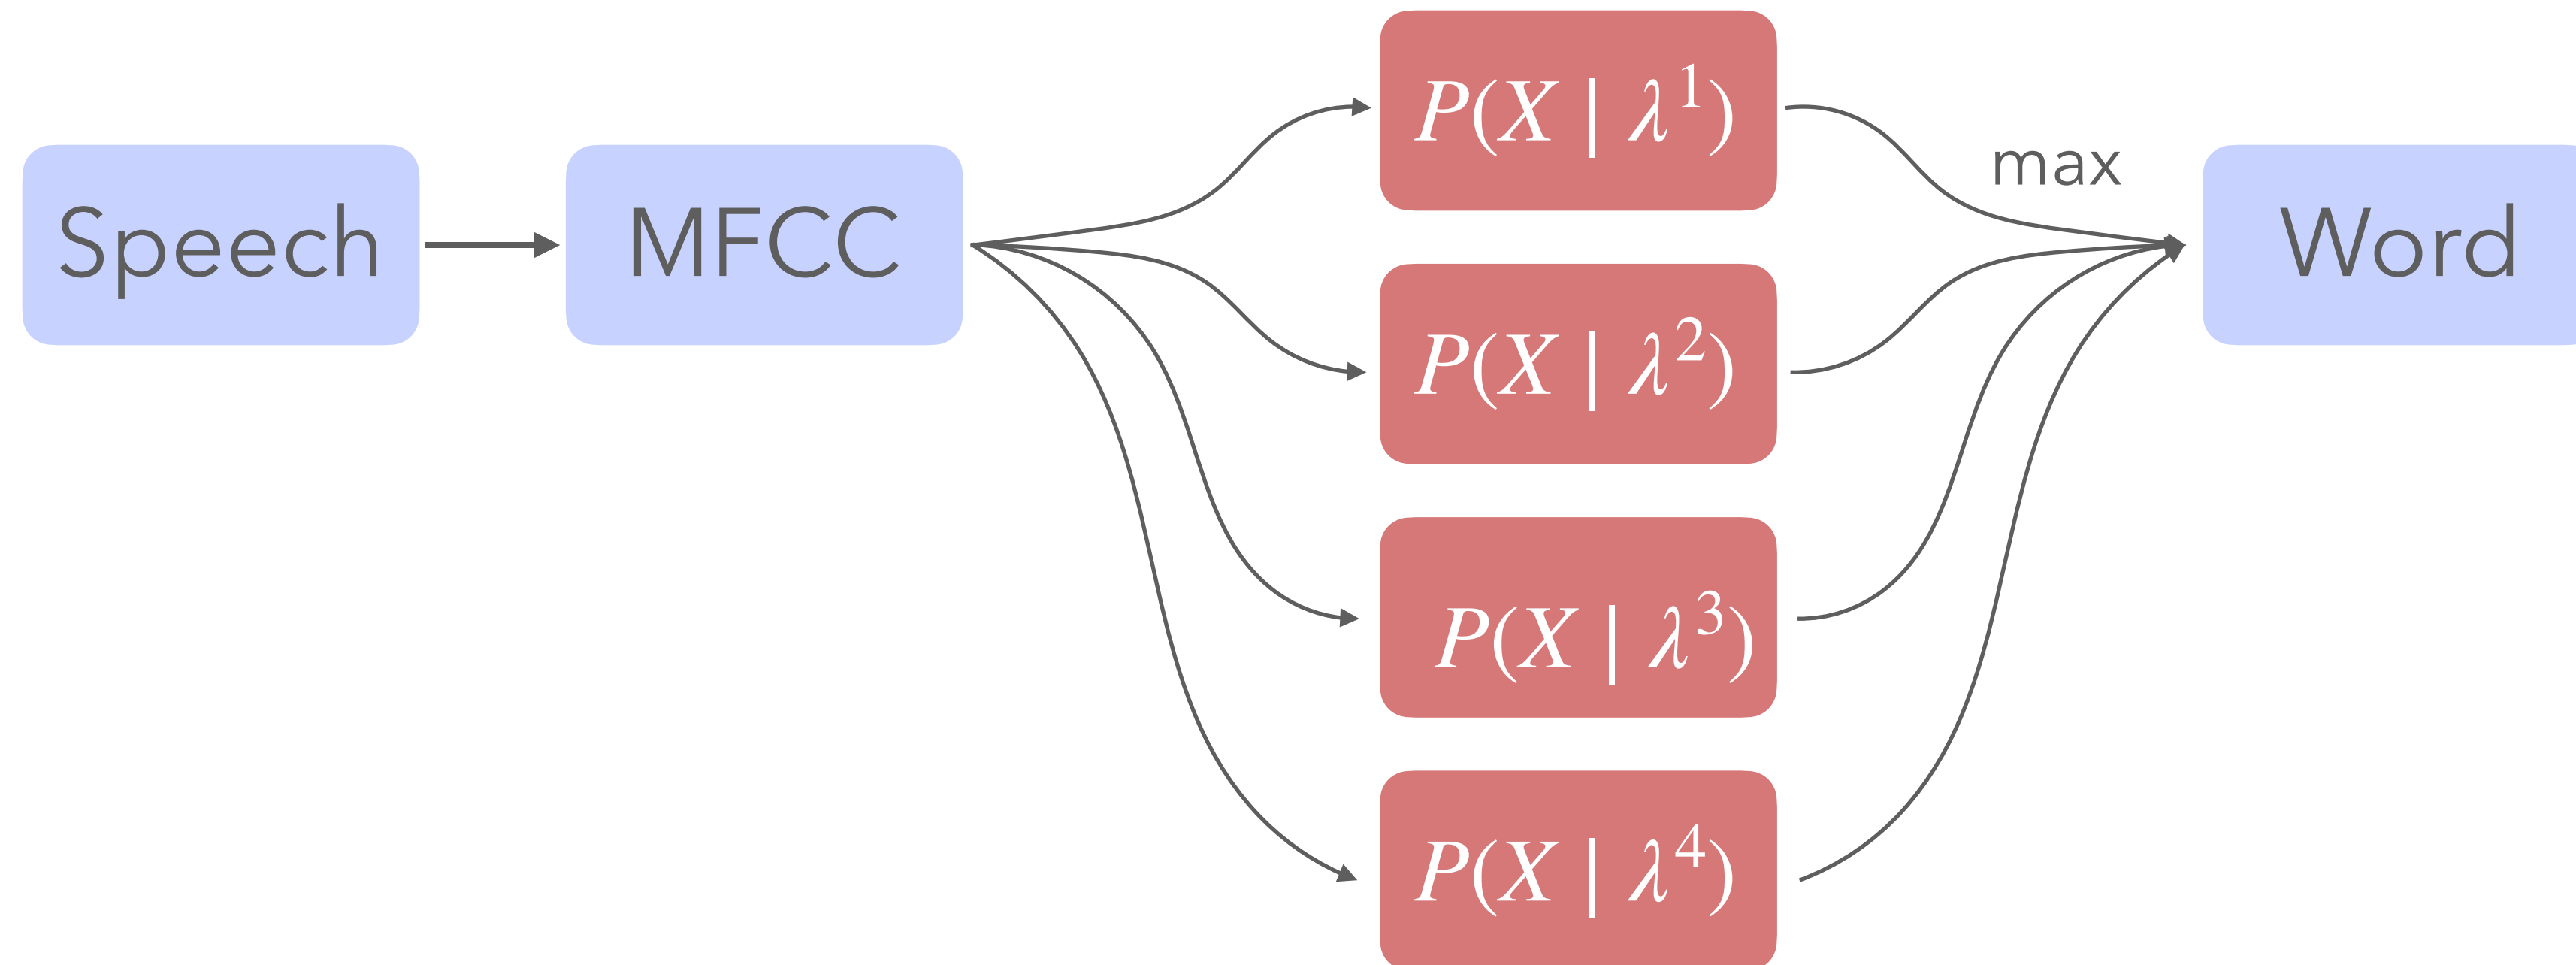 Speech
MFCC
P(X | λ¹)
P(X | λ²)
P(X | λ³)
P(X | λ⁴)
max
Word